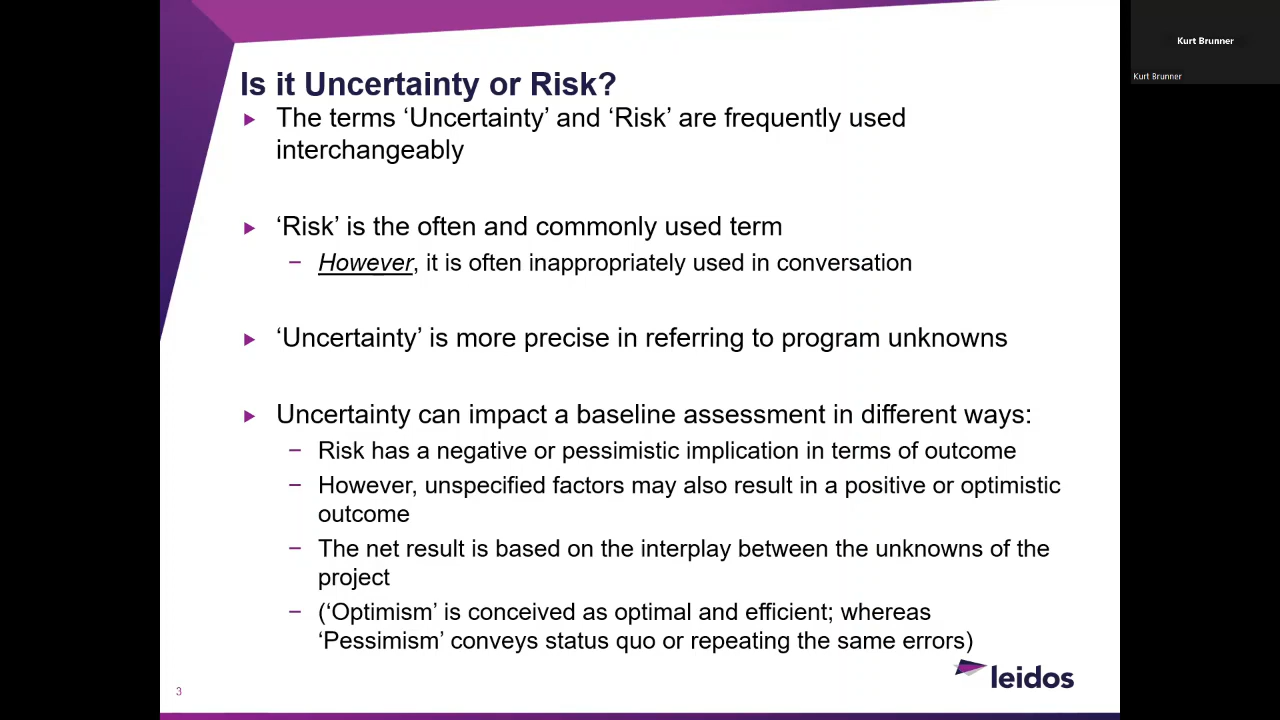 Is it Uncertainty or Risk?
The terms ‘Uncertainty’ and ‘Risk’ are frequently used
interchangeably
‘Risk’ is the often and commonly used term
However, it is often inappropriately used in conversation
‘Uncertainty’ is more precise in referring to program unknowns
Uncertainty can impact a baseline assessment in different ways:
Risk has a negative or pessimistic implication in terms of outcome
However, unspecified factors may also result in a positive or optimistic
outcome
The net result is based on the interplay between the unknowns of the
project
(‘Optimism’ is conceived as optimal and efficient; whereas
‘Pessimism’ conveys status quo or repeating the same errors)
3
leidos
Kurt Brunner
Kurt Brunner